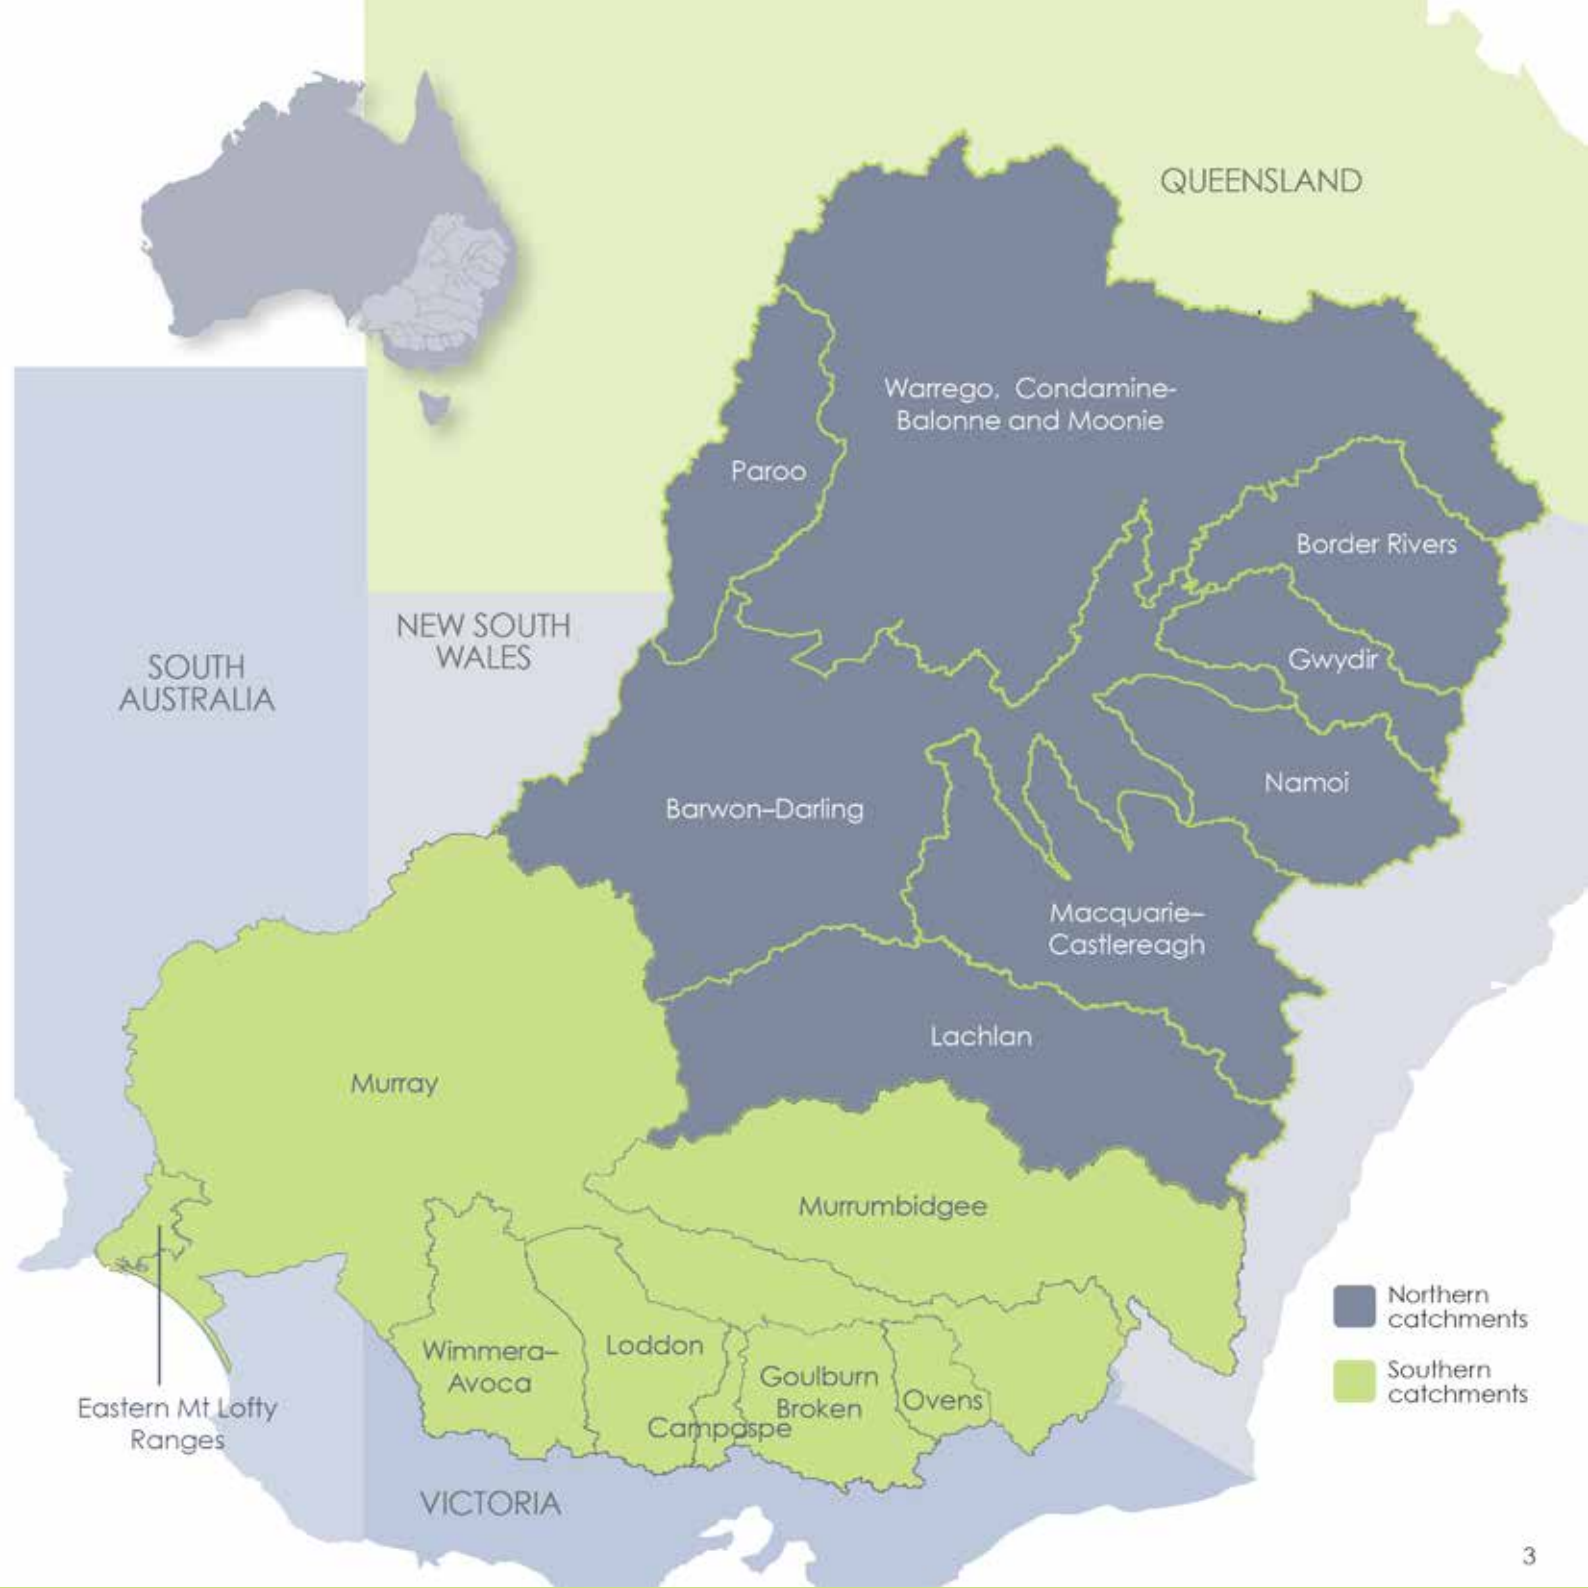 QUEENSLAND
Warrego, Condamine-
Balonne and Moonie
Paroo
Border Rivers
NEW SOUTH
WALES
SOUTH
AUSTRALIA
Gwydir
Namoi
Barwon–Darling
Macquarie–
Castlereagh
Lachlan
Murray
Murrumbidgee
Northern
catchments
Southern
catchments
Wimmera–
Avoca
Loddon
Goulburn
Broken
Ovens
Campaspe
Eastern Mt Lofty
Ranges
VICTORIA
3